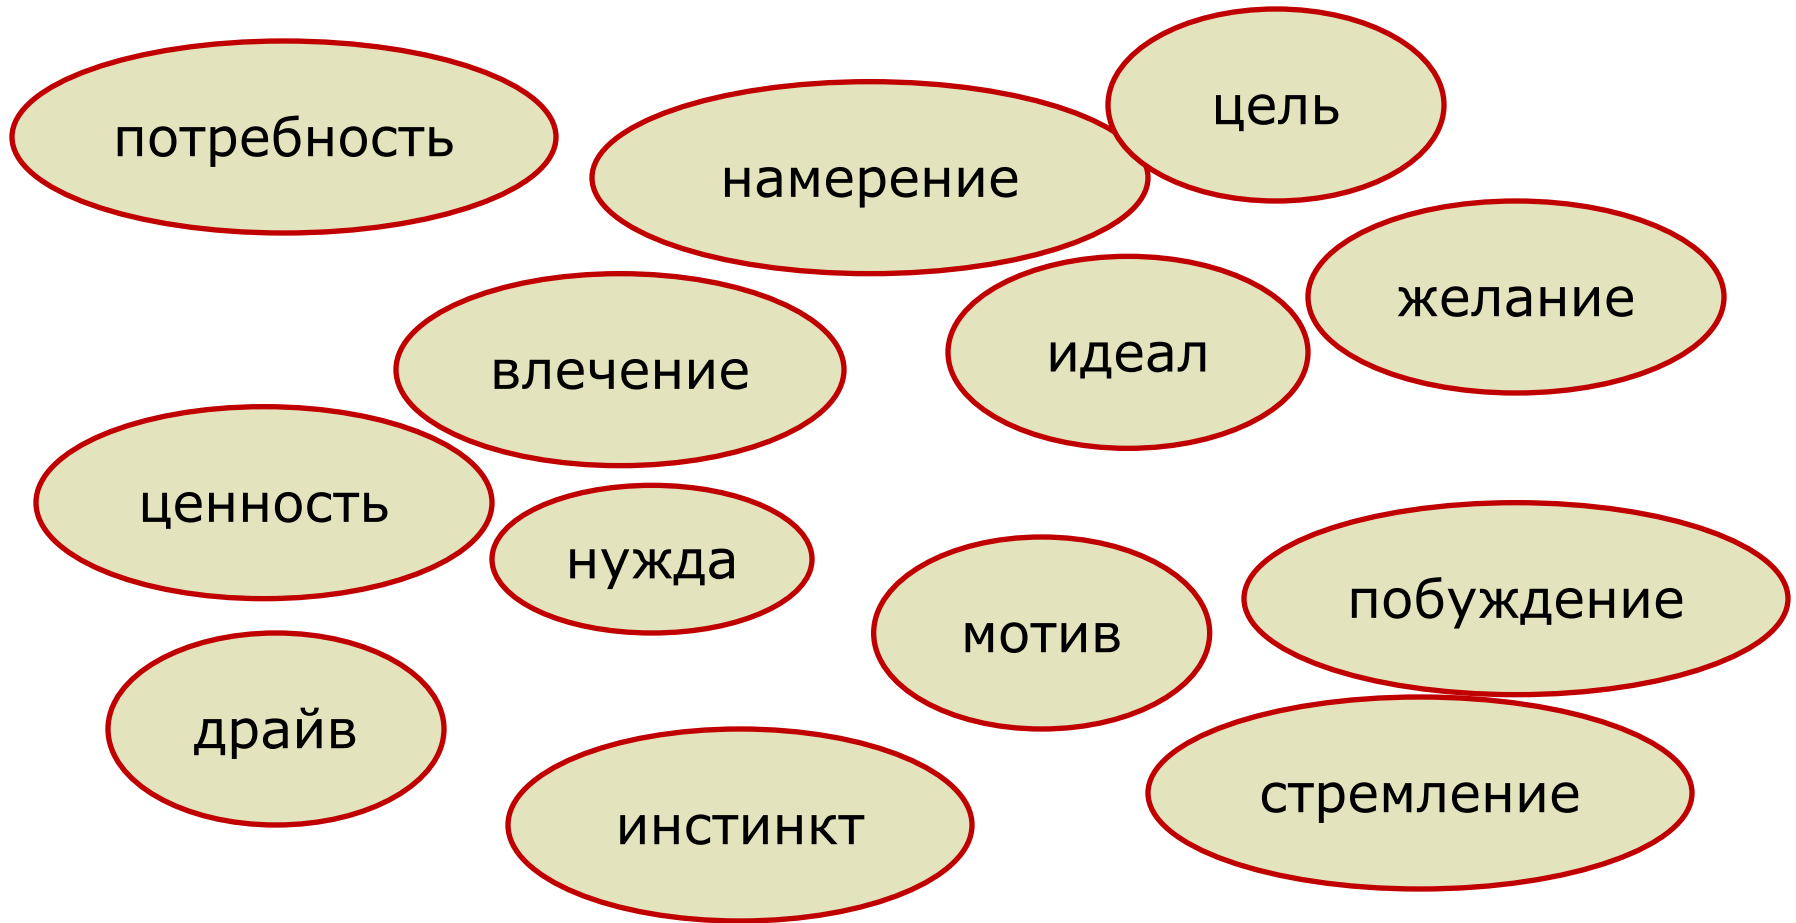 цель
потребность
намерение
желание
идеал
влечение
ценность
нужда
побуждение
мотив
драйв
стремление
инстинкт